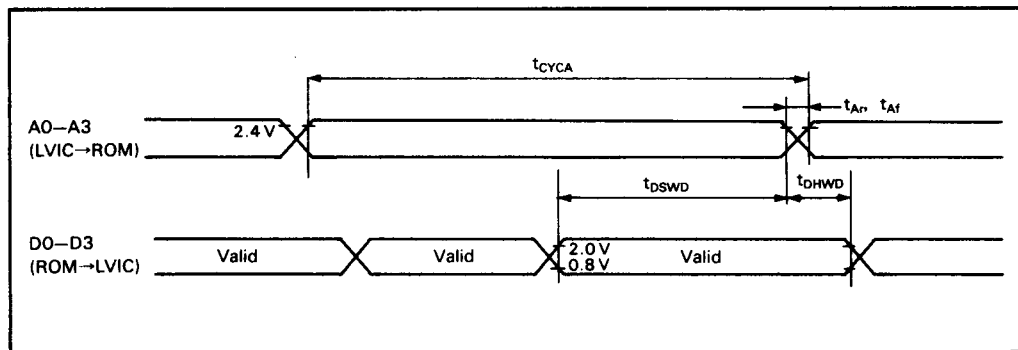 tCYCA
tAr, tAf
A0—A3
(LVIC→ROM)
2.4 V
tDSWD
tDHWD
D0—D3
(ROM→LVIC)
Valid
Valid
2.0 V
0.8 V
Valid